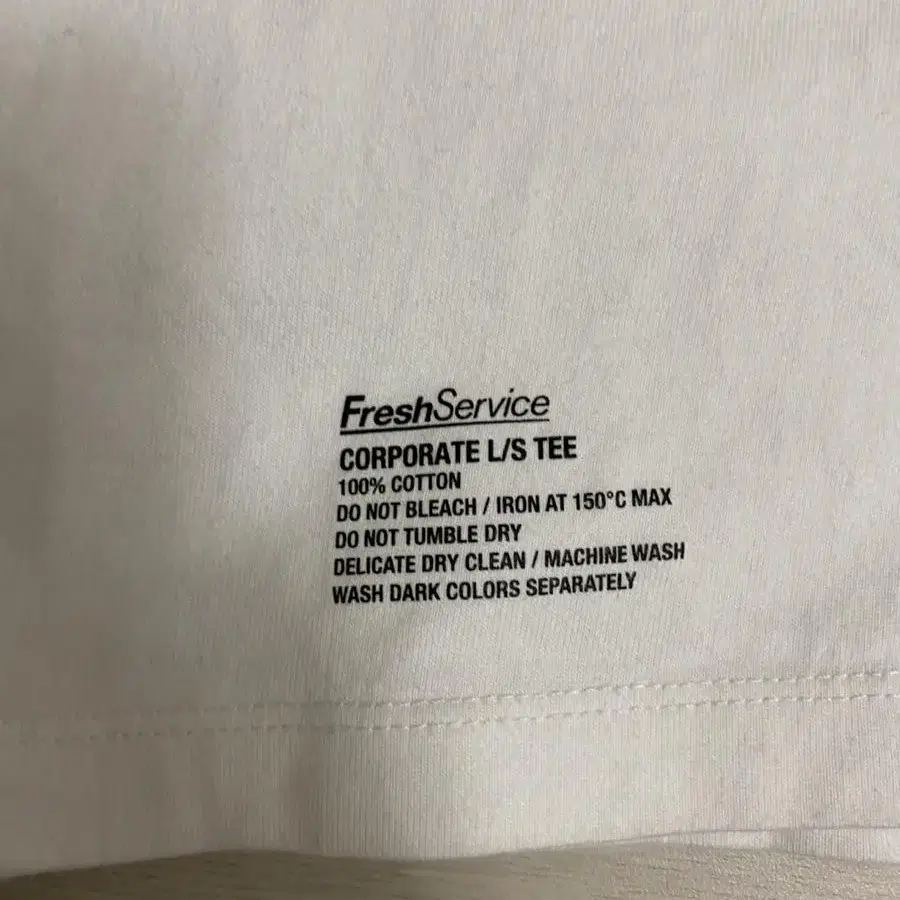 FreshService
CORPORATE L/S TEE
100% COTTON
DO NOT BLEACH / IRON AT 150°C MAX
DO NOT TUMBLE DRY
DELICATE DRY CLEAN / MACHINE WASH
WASH DARK COLORS SEPARATELY